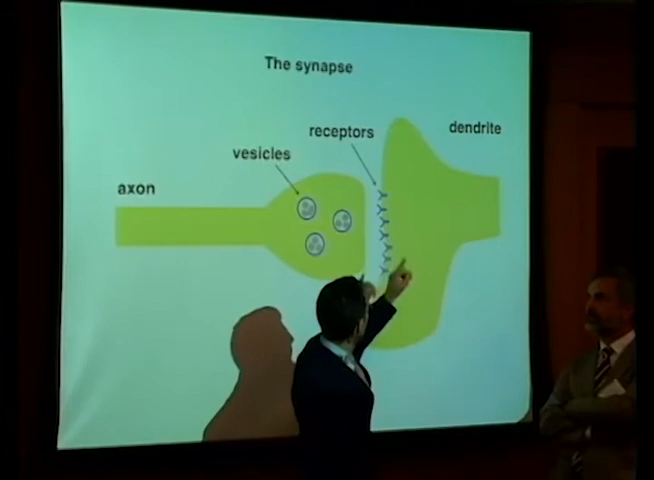 The synapse
receptors
dendrite
vesicles
axon